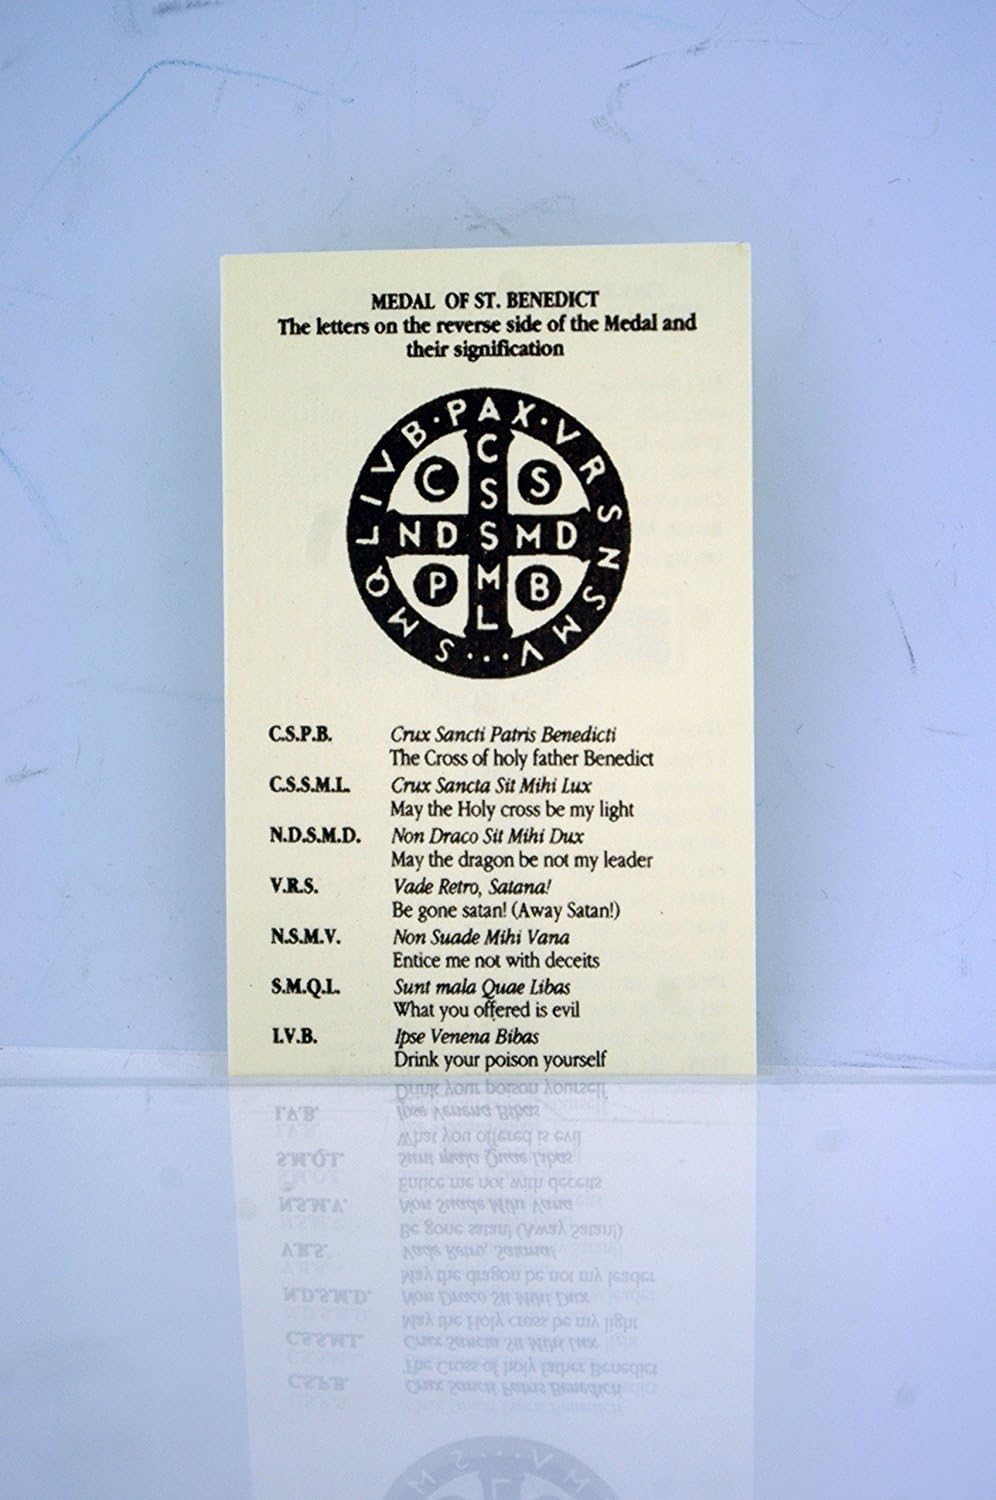 MEDAL OF ST. BENEDICT
The letters on the reverse side of the Medal and
their signification
PAX · V R S N S M V · · · S M Q L I V B ·
C S
C S S M L
N D S M D
P B
C.S.P.B. Crux Sancti Patris Benedicti
The Cross of holy father Benedict
C.S.S.M.L. Crux Sancta Sit Mihi Lux
May the Holy cross be my light
N.D.S.M.D. Non Draco Sit Mihi Dux
May the dragon be not my leader
V.R.S. Vade Retro, Satana!
Be gone satan! (Away Satan!)
N.S.M.V. Non Suade Mihi Vana
Entice me not with deceits
S.M.Q.L. Sunt mala Quae Libas
What you offered is evil
I.V.B. Ipse Venena Bibas
Drink your poison yourself